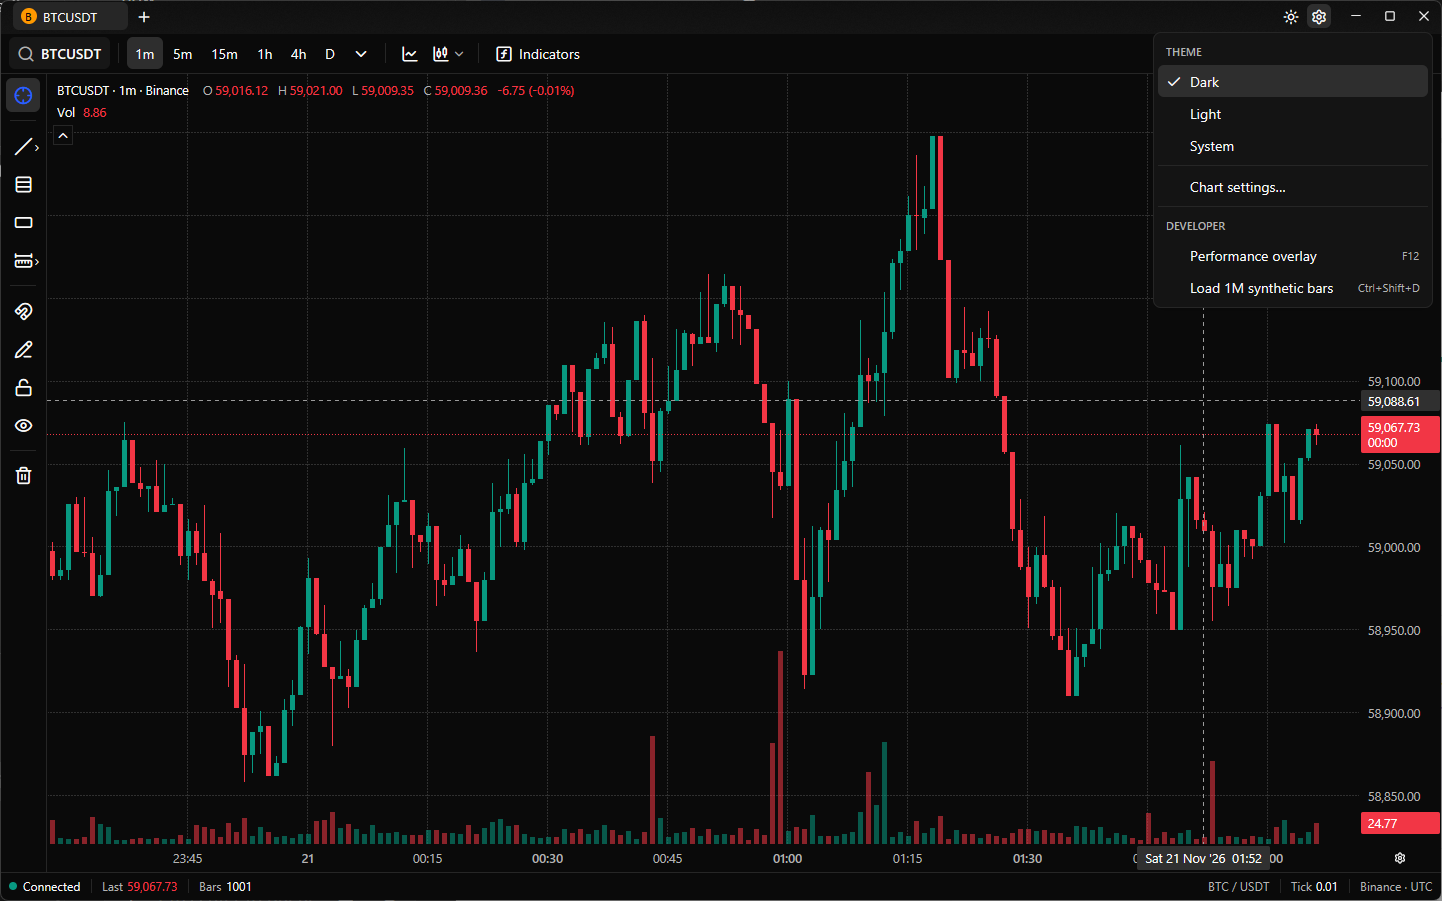 BTCUSDT
BTCUSDT 1m 5m 15m 1h 4h D Indicators
BTCUSDT · 1m · Binance O 59,016.12 H 59,021.00 L 59,009.35 C 59,009.36 -6.75 (-0.01%)
Vol 8.86
THEME
Dark
Light
System
Chart settings...
DEVELOPER
Performance overlay F12
Load 1M synthetic bars Ctrl+Shift+D
59,100.00
59,088.61
59,067.73
00:00
59,050.00
59,000.00
58,950.00
58,900.00
58,850.00
24.77
23:45 21 00:15 00:30 00:45 01:00 01:15 01:30 Sat 21 Nov '26 01:52 :00
Connected Last 59,067.73 Bars 1001 BTC / USDT Tick 0.01 Binance · UTC